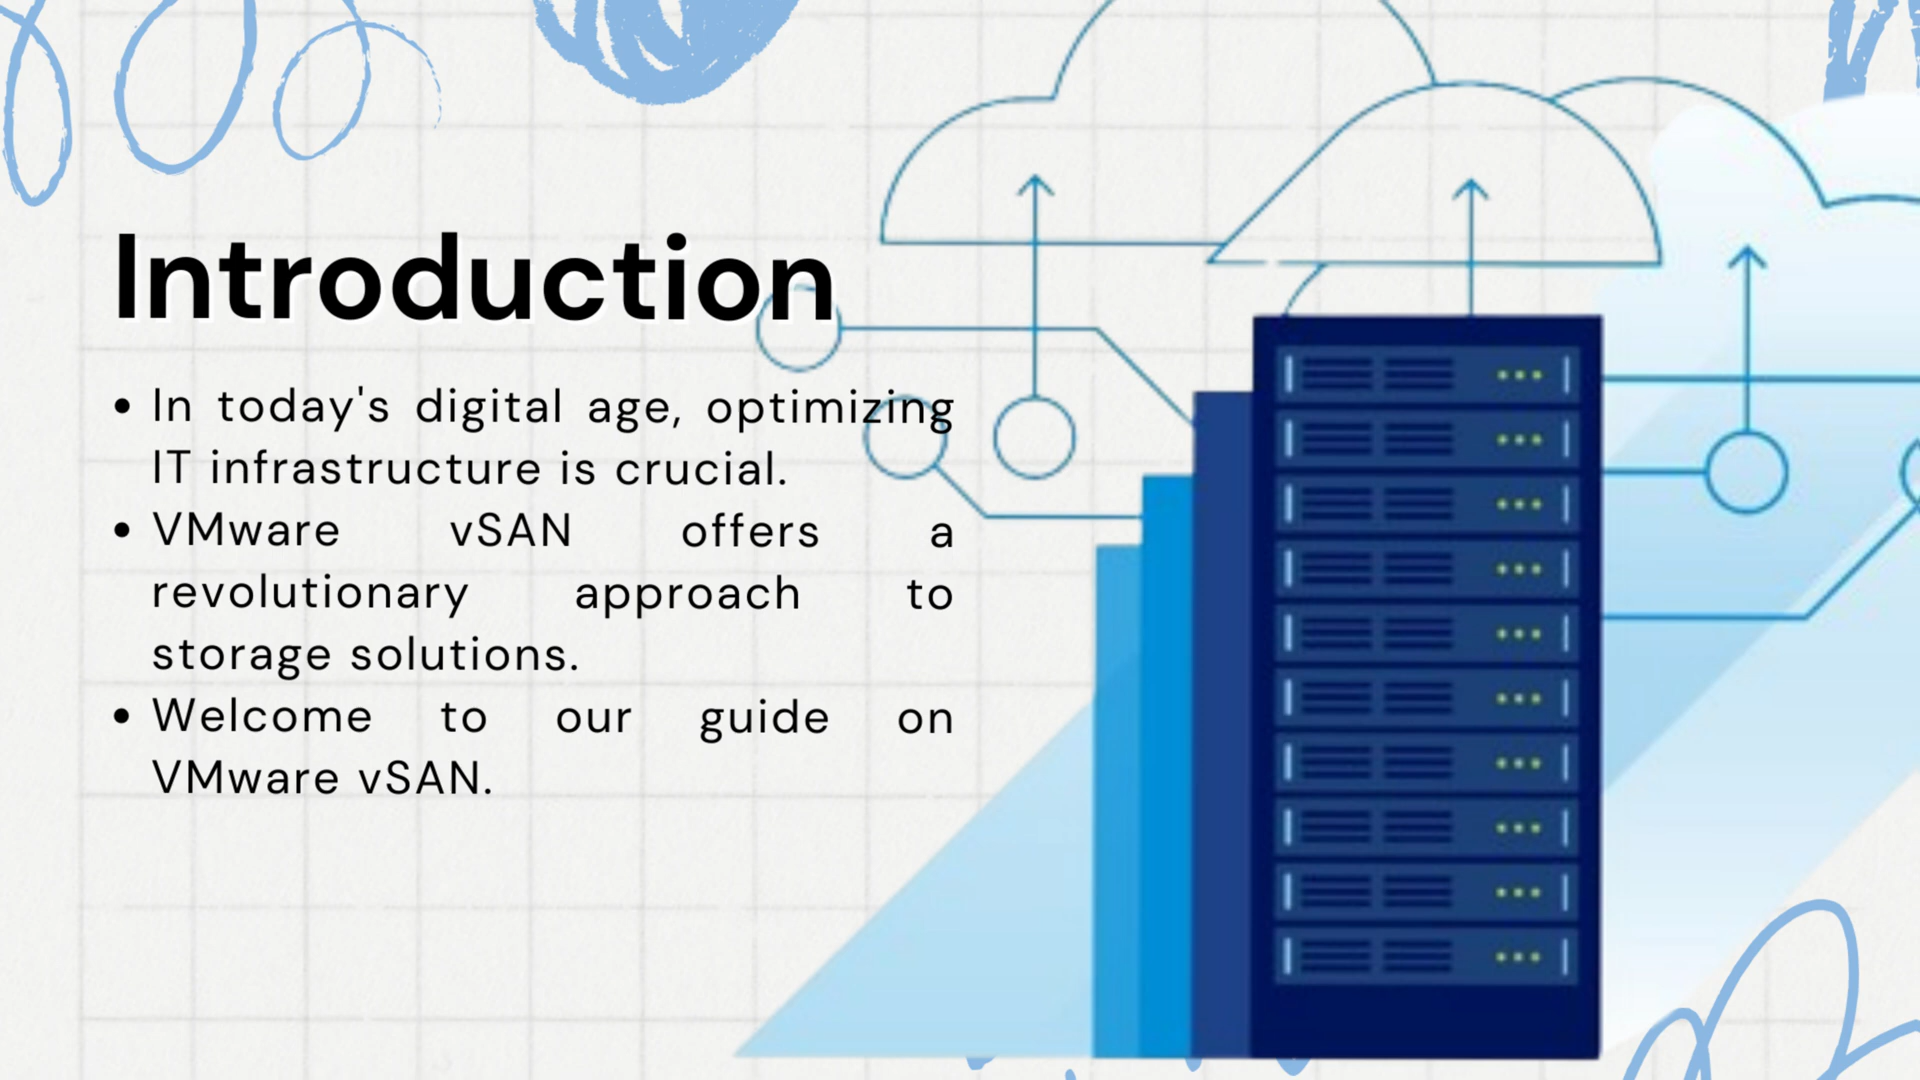 Introduction
• In today's digital age, optimizing
IT infrastructure is crucial.
• VMware vSAN offers a
revolutionary approach to
storage solutions.
• Welcome to our guide on
VMware vSAN.